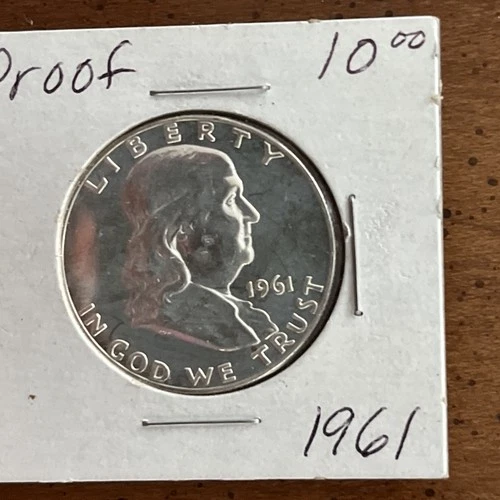 Proof 10.00
LIBERTY
1961
IN GOD WE TRUST
1961